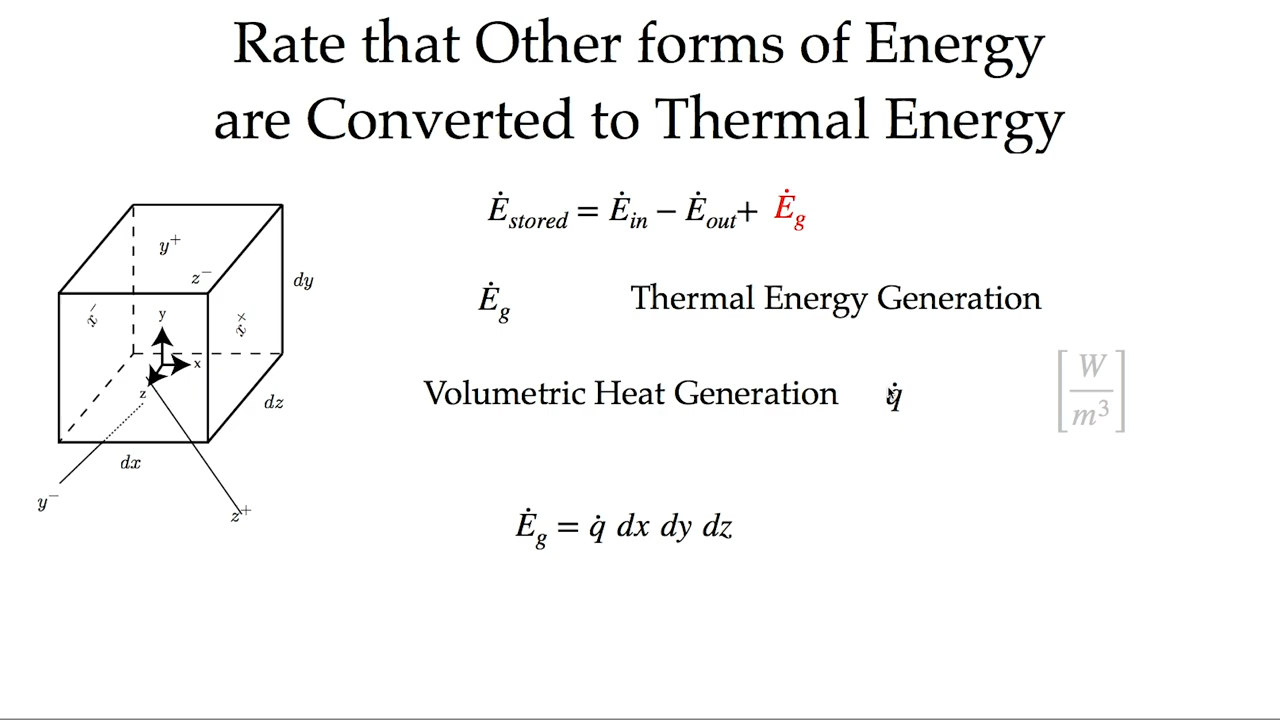 Rate that Other forms of Energy
are Converted to Thermal Energy
Ė_stored = Ė_in − Ė_out + Ė_g
Ė_g Thermal Energy Generation
Volumetric Heat Generation q̇ [W/m³]
Ė_g = q̇ dx dy dz
y⁺
z⁻
dy
x⁻
x⁺
y
x
z
dz
dx
y⁻
z⁺